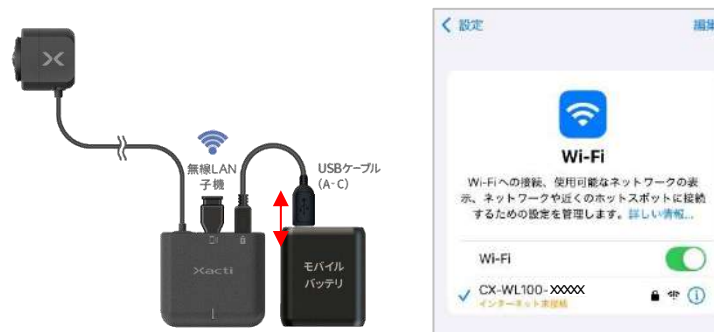 無線LAN
子機
USBケーブル
(A-C)
Xacti
モバイル
バッテリ
設定
編集
Wi-Fi
Wi-Fiへの接続、使用可能なネットワークの表
示、ネットワークや近くのホットスポットに接続
するための設定を管理します。詳しい情報...
Wi-Fi
CX-WL100-XXXXX
インターネット未接続